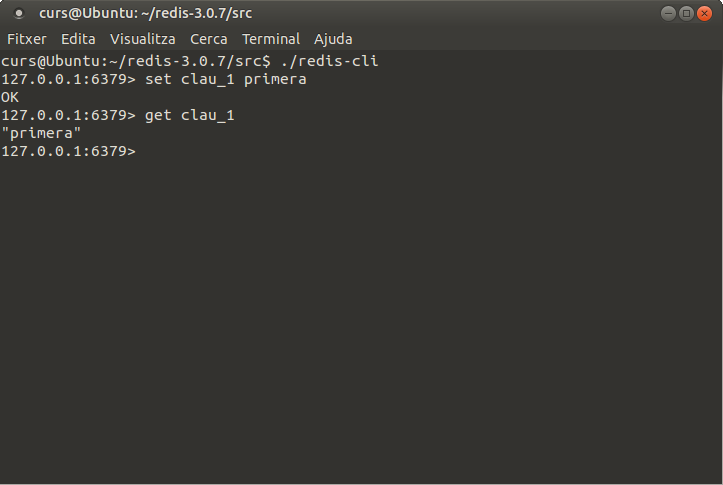 curs@Ubuntu: ~/redis-3.0.7/src
Fitxer Edita Visualitza Cerca Terminal Ajuda
curs@Ubuntu:~/redis-3.0.7/src$ ./redis-cli
127.0.0.1:6379> set clau_1 primera
OK
127.0.0.1:6379> get clau_1
"primera"
127.0.0.1:6379>